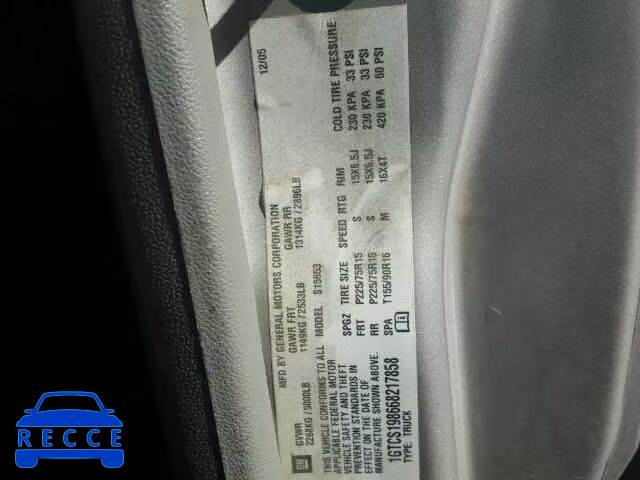 MFD BY GENERAL MOTORS CORPORATION 12/05
GM
GVWR GAWR FRT GAWR RR
2268KG/5000LB 1149KG/2533LB 1314KG/2896LB
THIS VEHICLE CONFORMS TO ALL
APPLICABLE FEDERAL MOTOR
VEHICLE SAFETY AND THEFT
PREVENTION STANDARDS IN
EFFECT ON THE DATE OF
MANUFACTURE SHOWN ABOVE.
1GTCS198668217858
TYPE: TRUCK
MODEL S15653
SPGZ TIRE SIZE SPEED RTG RIM COLD TIRE PRESSURE
FRT P225/75R15 S 15X6.5J 230 KPA 33 PSI
RR P225/75R15 S 15X6.5J 230 KPA 33 PSI
SPA T155/90R16 M 16X4T 420 KPA 60 PSI
RECCE